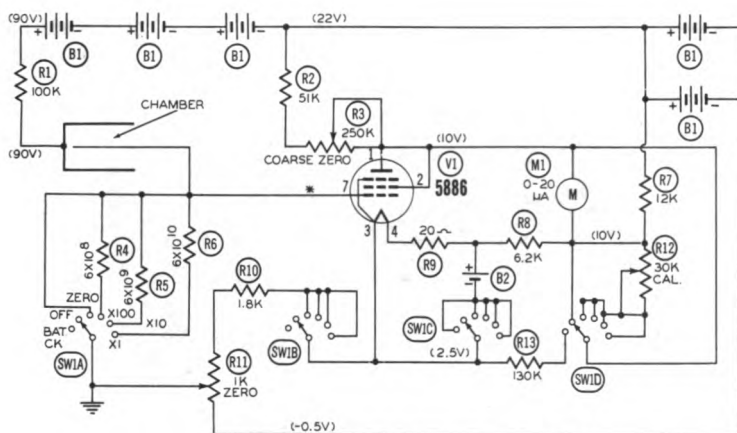 (90V)
+ - B1
+ - B1
+ - B1
(22V)
+ - B1
R1
100K
R2
51K
+ - B1
CHAMBER
R3
250K
COARSE ZERO
(90V)
(10V)
1
V1
5886
M1
0-20
µA
M
R7
12K
*
7
2
3
4
R4
6X10⁸
R5
6X10⁹
R6
6X10¹⁰
20 Ω
R9
R8
6.2K
(10V)
R12
30K
CAL.
+ - B2
R10
1.8K
ZERO
OFF
X100
X10
BAT.
CK
X1
SW1A
SW1B
SW1C
(2.5V)
R13
130K
SW1D
R11
1K
ZERO
(-0.5V)